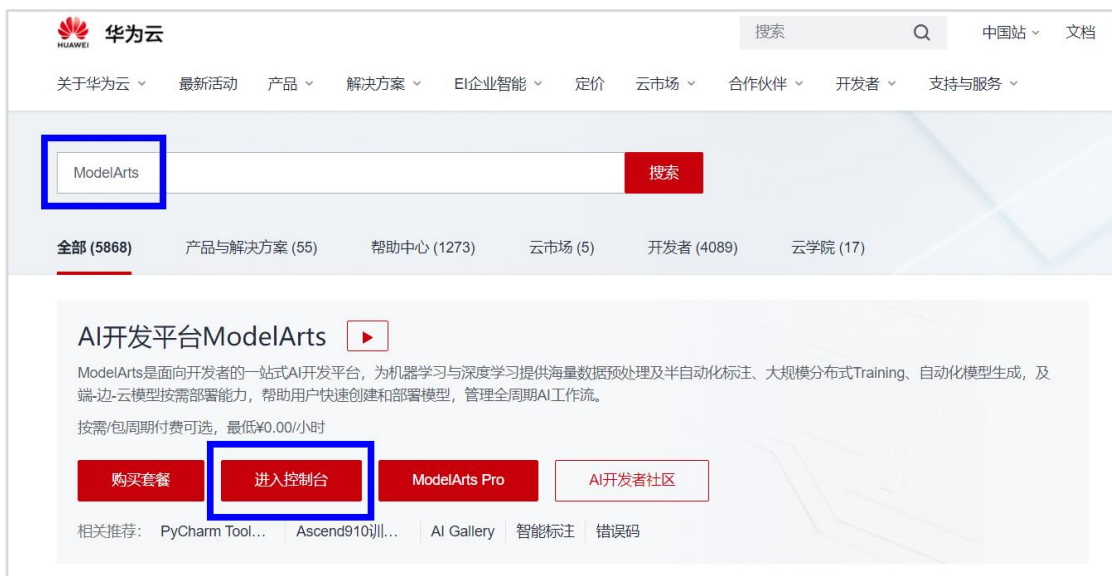 HUAWEI 华为云 搜索 中国站 文档
关于华为云 最新活动 产品 解决方案 EI企业智能 定价 云市场 合作伙伴 开发者 支持与服务
ModelArts 搜索
全部 (5868) 产品与解决方案 (55) 帮助中心 (1273) 云市场 (5) 开发者 (4089) 云学院 (17)
AI开发平台ModelArts
ModelArts是面向开发者的一站式AI开发平台，为机器学习与深度学习提供海量数据预处理及半自动化标注、大规模分布式Training、自动化模型生成，及
端-边-云模型按需部署能力，帮助用户快速创建和部署模型，管理全周期AI工作流。
按需/包周期付费可选，最低¥0.00/小时
购买套餐 进入控制台 ModelArts Pro AI开发者社区
相关推荐： PyCharm Tool... Ascend910训... AI Gallery 智能标注 错误码